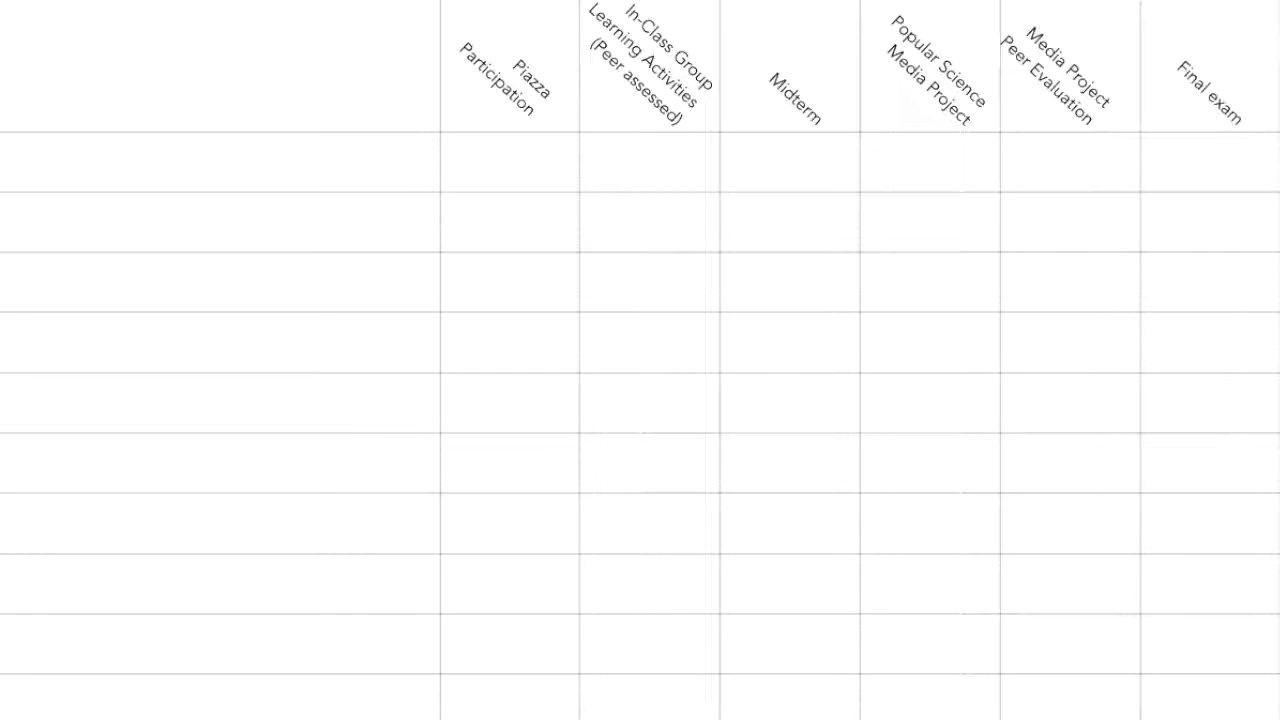 Piazza
Participation
In-Class Group
Learning Activities
(Peer assessed)
Midterm
Popular Science
Media Project
Media Project
Peer Evaluation
Final exam